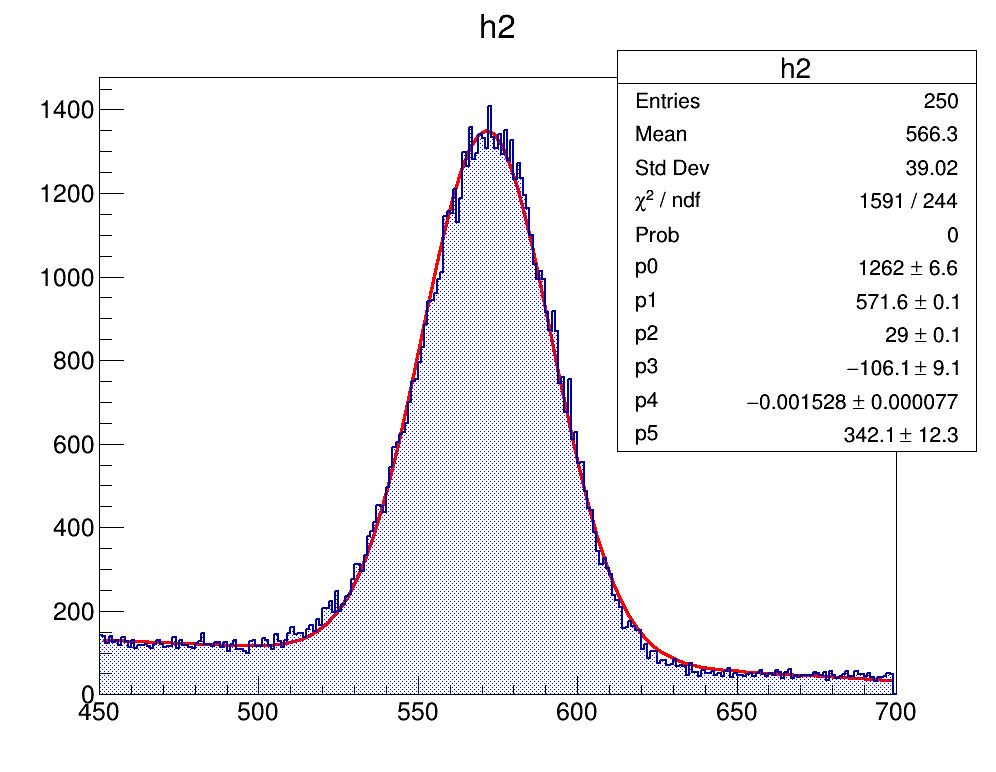 h2
h2
Entries 250
Mean 566.3
Std Dev 39.02
χ² / ndf 1591 / 244
Prob 0
p0 1262 ± 6.6
p1 571.6 ± 0.1
p2 29 ± 0.1
p3 −106.1 ± 9.1
p4 −0.001528 ± 0.000077
p5 342.1 ± 12.3
1400
1200
1000
800
600
400
200
0
450 500 550 600 650 700